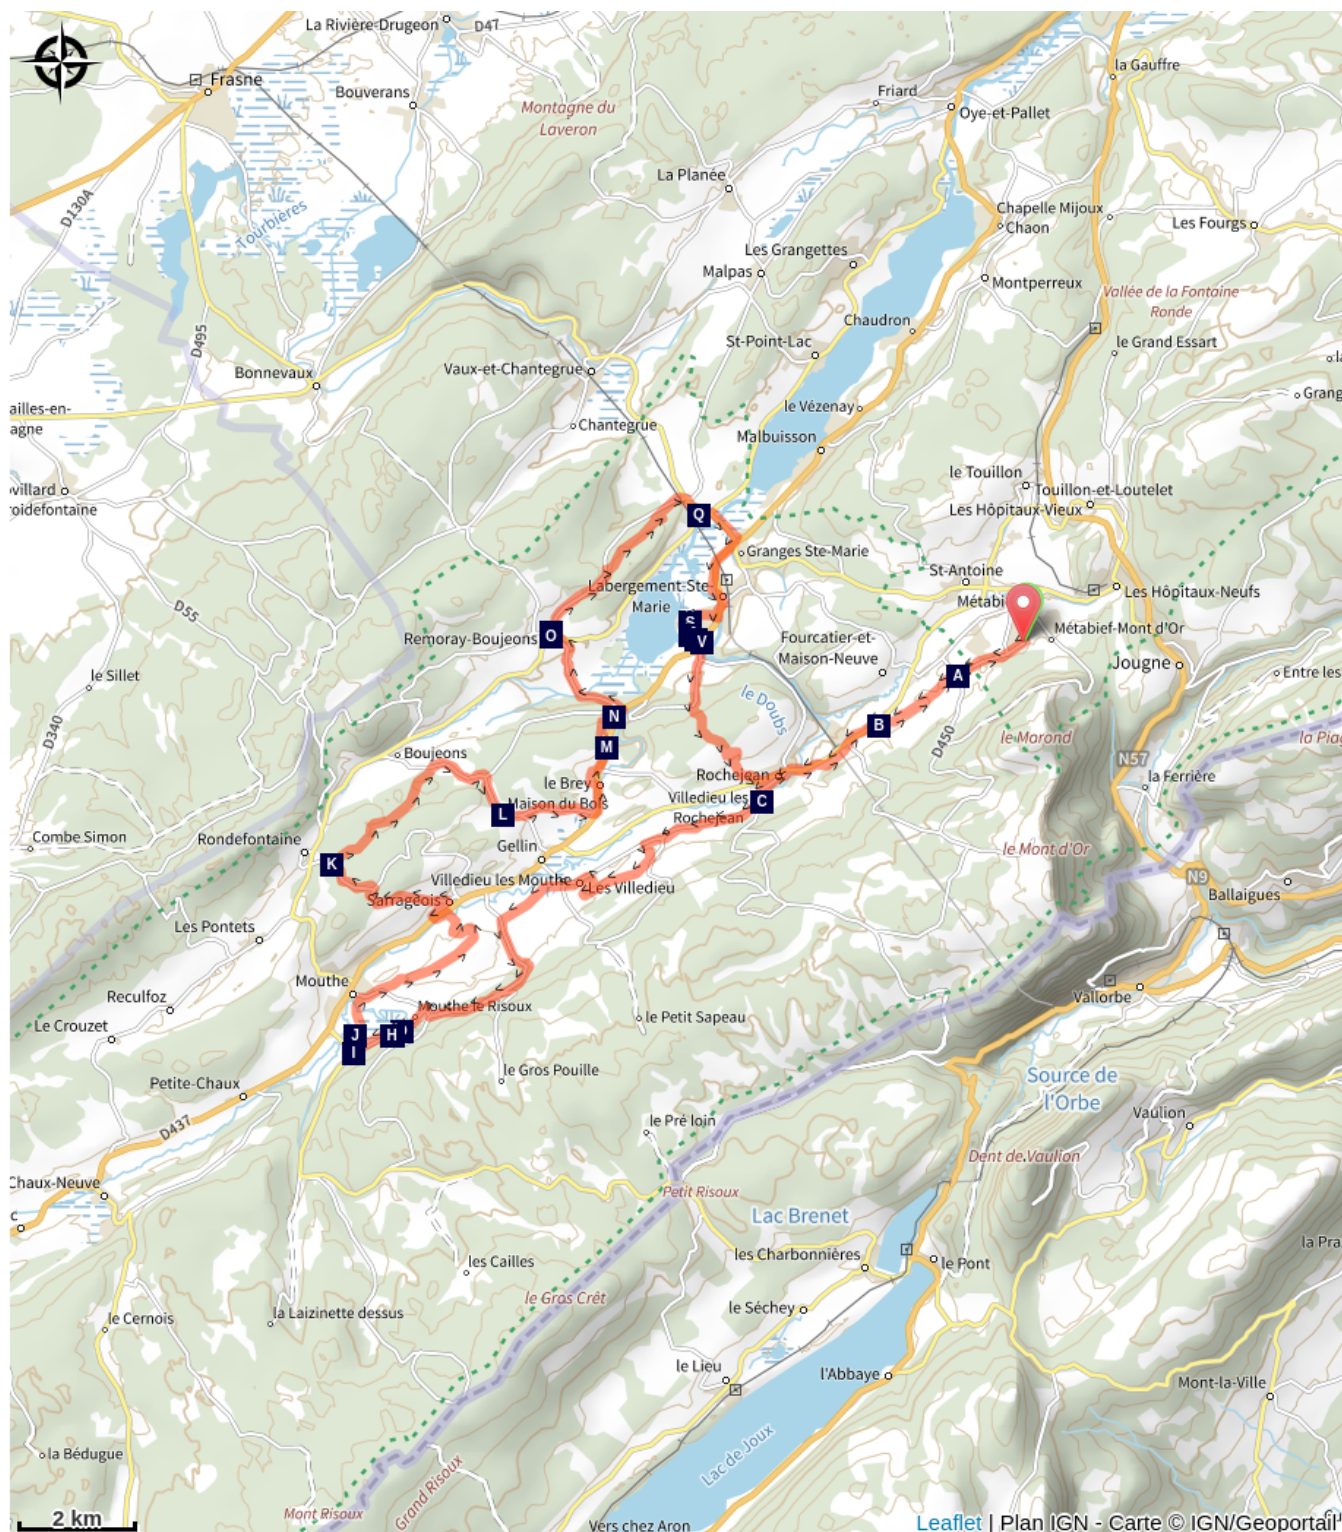 La Rivière-Drugeon
D47
Frasne
Bouverans
Montagne du
Laveron
Friard
la Gauffre
Oye-et-Pallet
La Planée
D130A
Tourbières
Chapelle Mijoux
Chaon
Les Fourgs
Les Grangettes
Malpas
Montperreux
Vallée de la Fontaine
Ronde
Chaudron
D495
St-Point-Lac
le Grand Essart
Bonnevaux
Vaux-et-Chantegrue
le Vézenay
ailles-en-
agne
Chantegrue
Malbuisson
le Touillon
Touillon-et-Loutelet
Les Hôpitaux-Vieux
Q
Granges Ste-Marie
St-Antoine
Labergement-Ste-
Marie
Les Hôpitaux-Neufs
D55
S
V
O
Remoray-Boujeons
Métabief-Mont d'Or
Fourcatier-et-
Maison-Neuve
Jougne
le Sillet
A
Entre les
le Doubs
N
B
D340
D450
le Morond
M
Boujeons
N57
Rochejean
le Brey
la Ferrière
Villedieu les
Rochejean
C
L
Maison du Bois
Combe Simon
Rondefontaine
Gellin
le Mont d'Or
K
Villedieu les Mouthe
Les Villedieu
N9
Ballaigues
Sarrageois
Les Pontets
Mouthe
Vallorbe
Reculfoz
Mouthe le Risoux
Le Crouzet
le Petit Sapeau
J
H
I
le Gros Pouille
Petite-Chaux
Source de
l'Orbe
Vaulion
D437
le Pré loin
Dent de Vaulion
Chaux-Neuve
Petit Risoux
Lac Brenet
les Charbonnières
le Pont
les Cailles
le Gros Crêt
le Séchey
le Cernois
la Laizinette dessus
le Lieu
l'Abbaye
Mont-la-Ville
la Bédugue
Lac de Joux
Grand Risoux
Mont Risoux
Vers chez Aron
2 km
Leaflet | Plan IGN - Carte © IGN/Geoportail